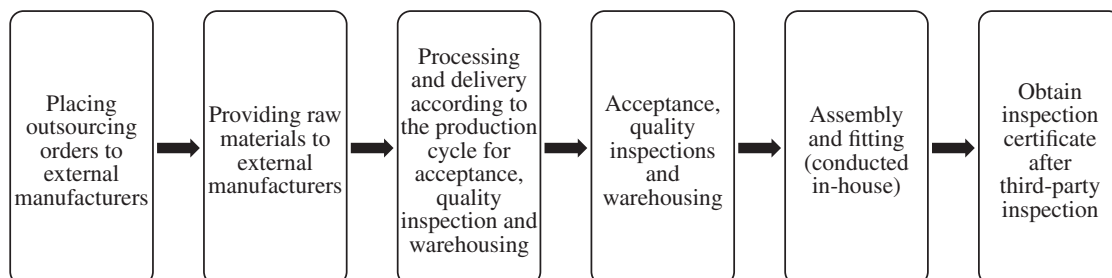 Placing
outsourcing
orders to
external
manufacturers
Providing raw
materials to
external
manufacturers
Processing
and delivery
according to
the production
cycle for
acceptance,
quality
inspection and
warehousing
Acceptance,
quality
inspections
and
warehousing
Assembly
and fitting
(conducted
in-house)
Obtain
inspection
certificate
after
third-party
inspection